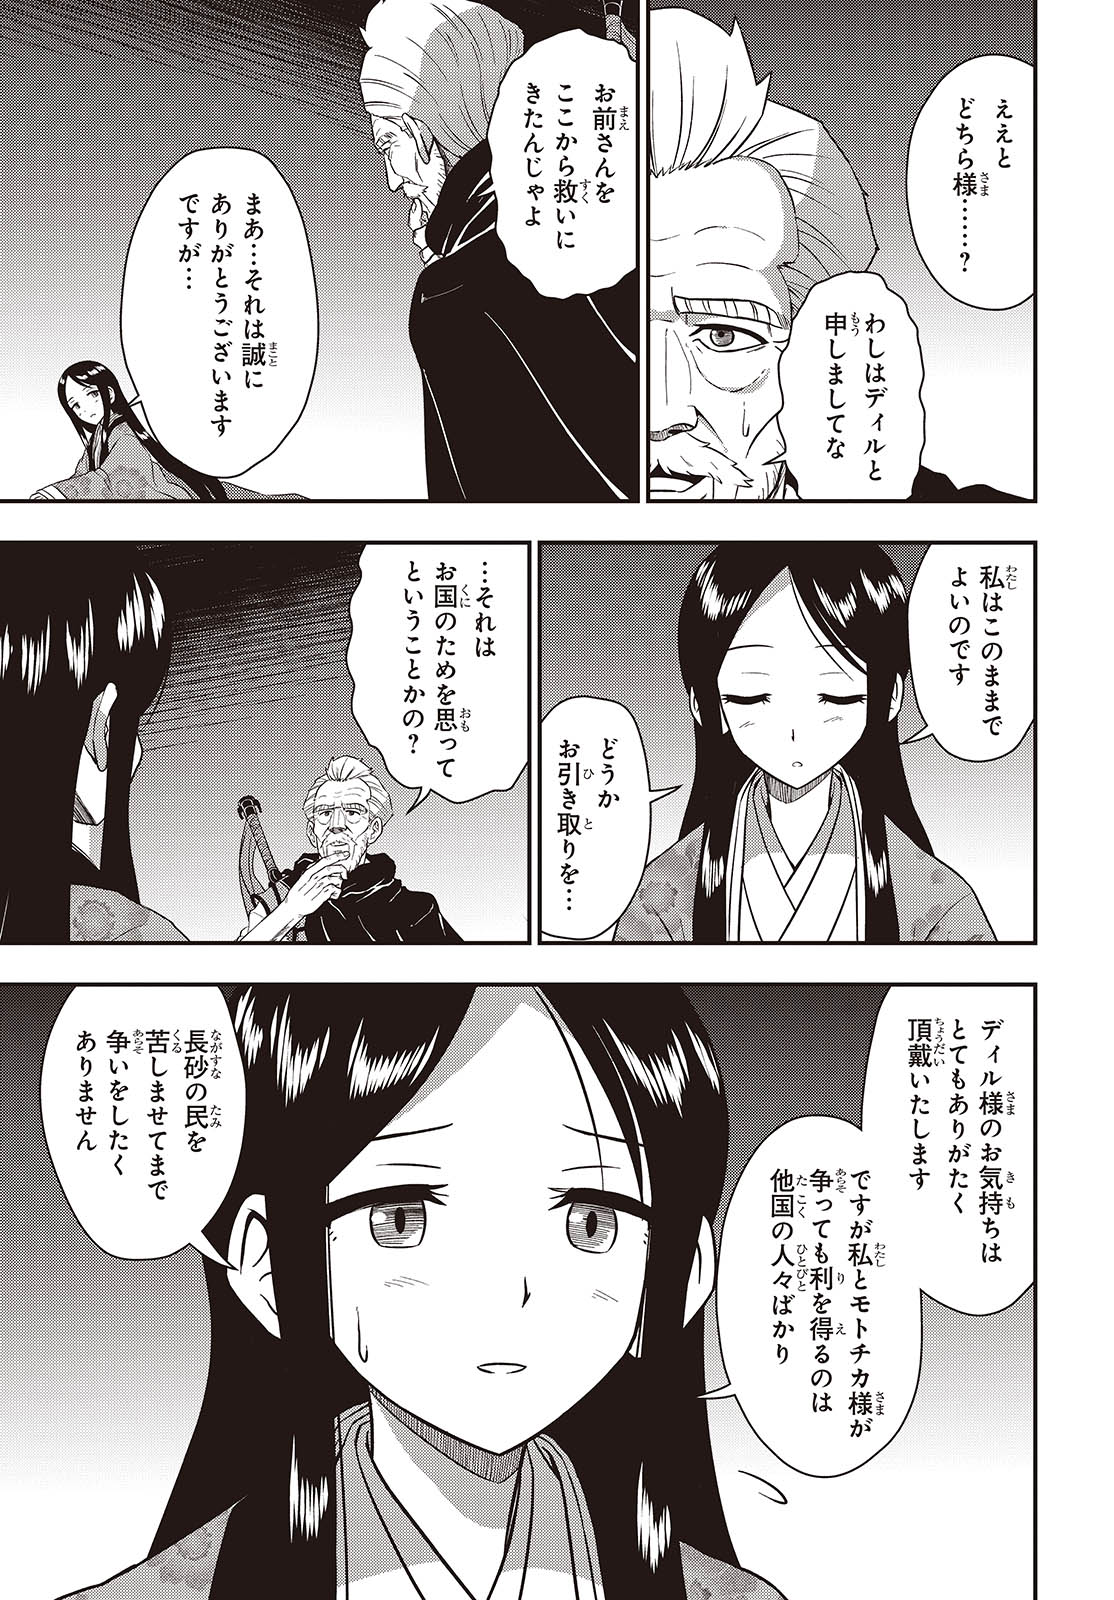 ええと
どちら様………?
わしはディルと
申しましてな
お前さんを
ここから救いに
きたんじゃよ
まあ…それは誠に
ありがとうございます
ですが…
私はこのままで
よいのです
どうか
お引き取りを…
…それは
お国のためを思って
ということかの?
ディル様のお気持ちは
とてもありがたく
頂戴いたします
ですが私とモトチカ様が
争っても利を得るのは
他国の人々ばかり
長砂の民を
苦しませてまで
争いをしたく
ありません